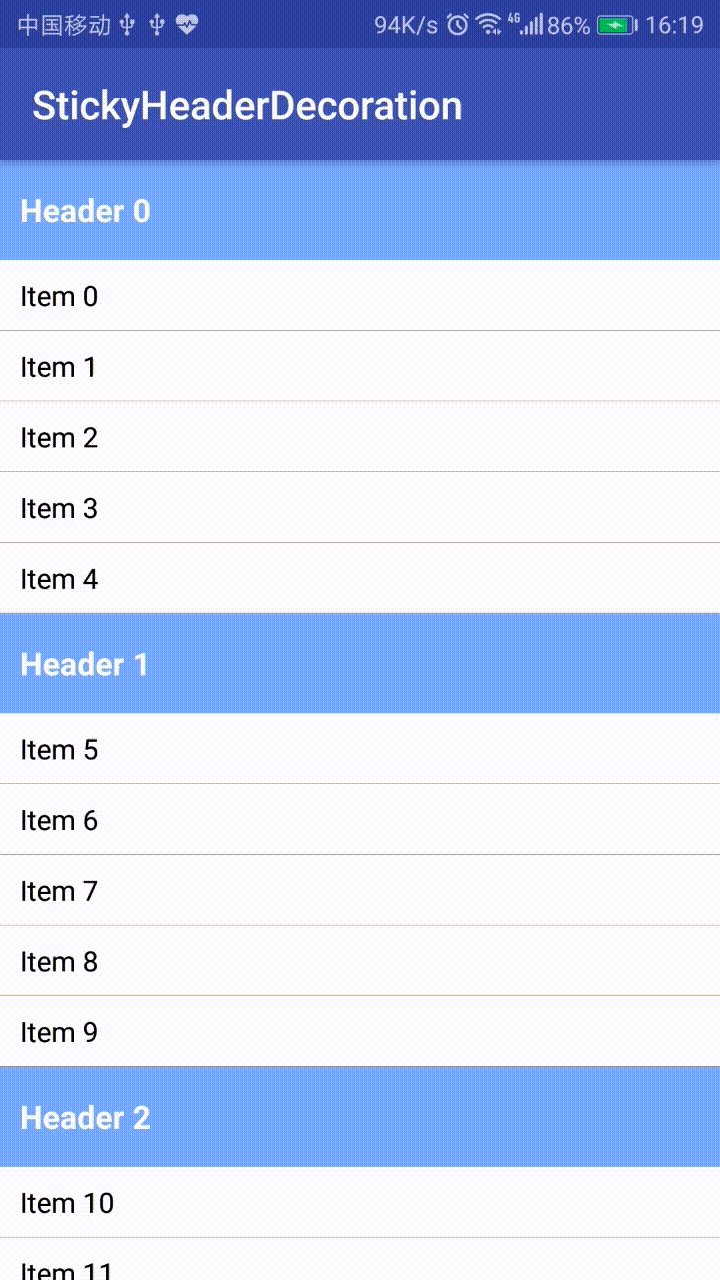 中国移动 94K/s 4G 86% 16:19
StickyHeaderDecoration
Header 0
Item 0
Item 1
Item 2
Item 3
Item 4
Header 1
Item 5
Item 6
Item 7
Item 8
Item 9
Header 2
Item 10
Item 11